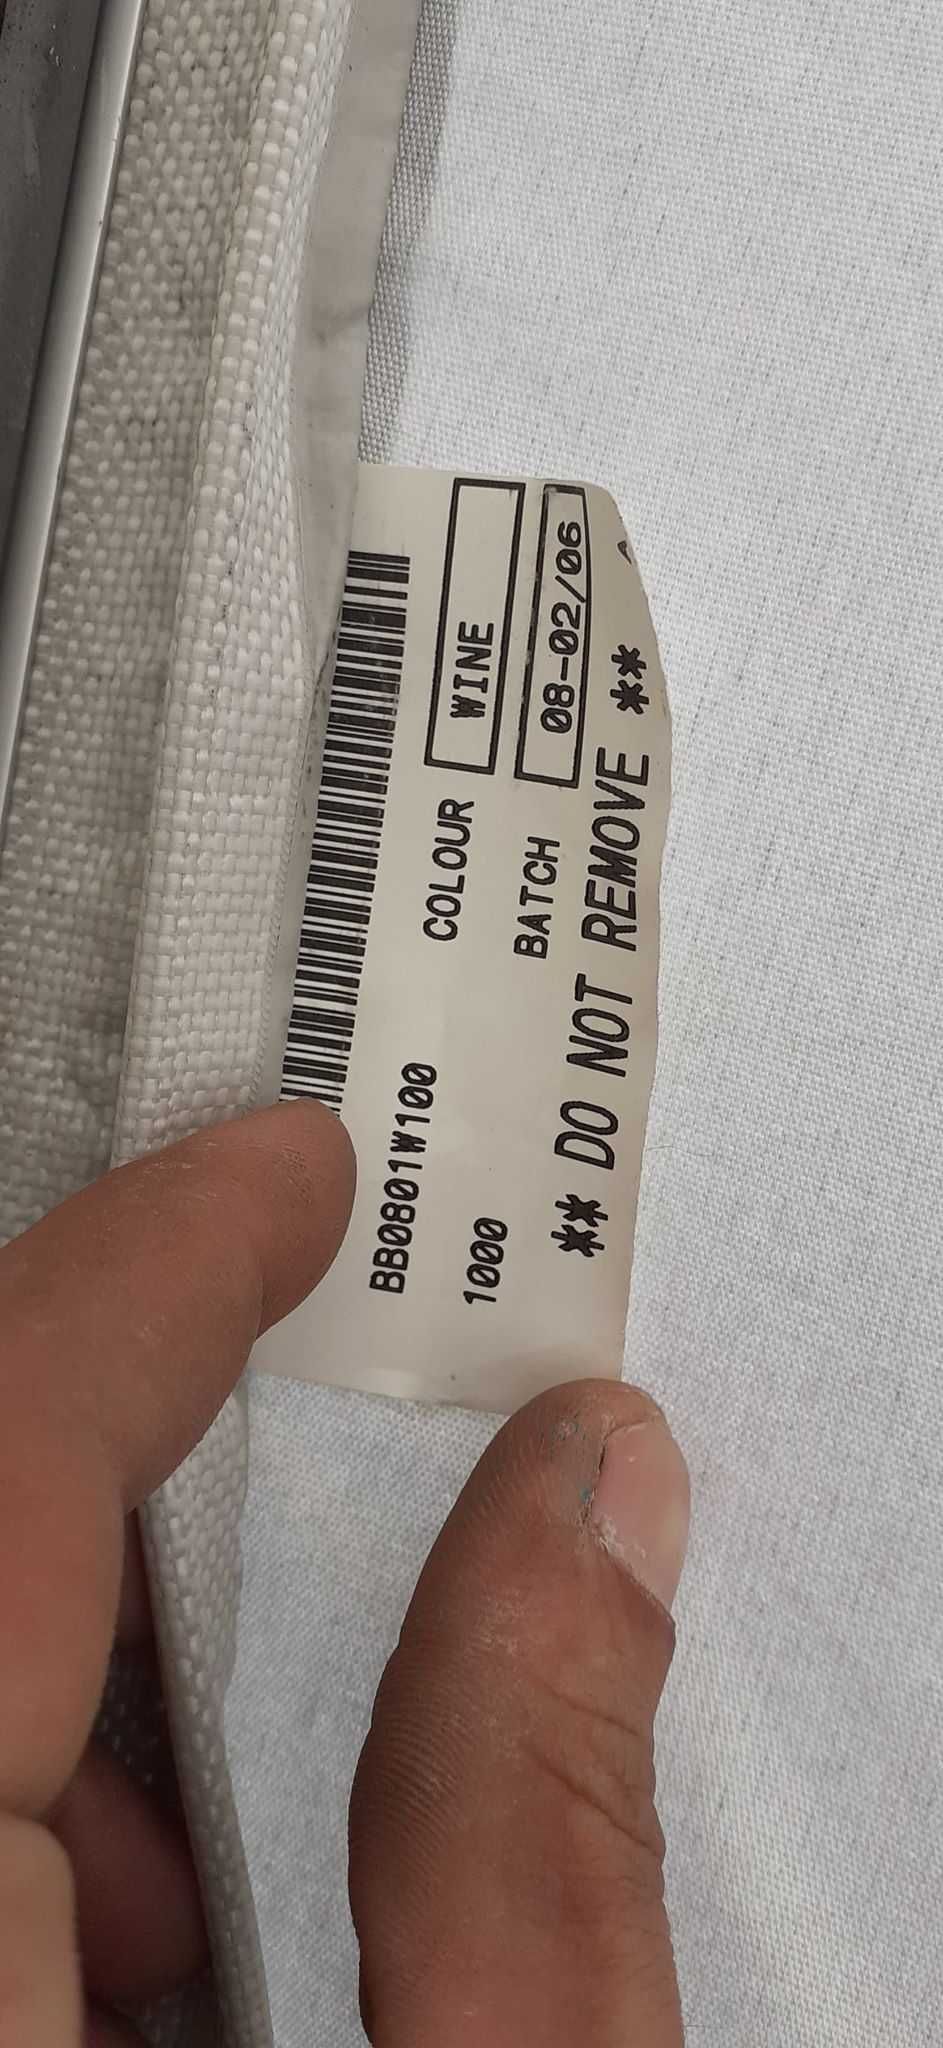 BB0801W100 COLOUR WINE
1000 BATCH 08-02/06
** DO NOT REMOVE **